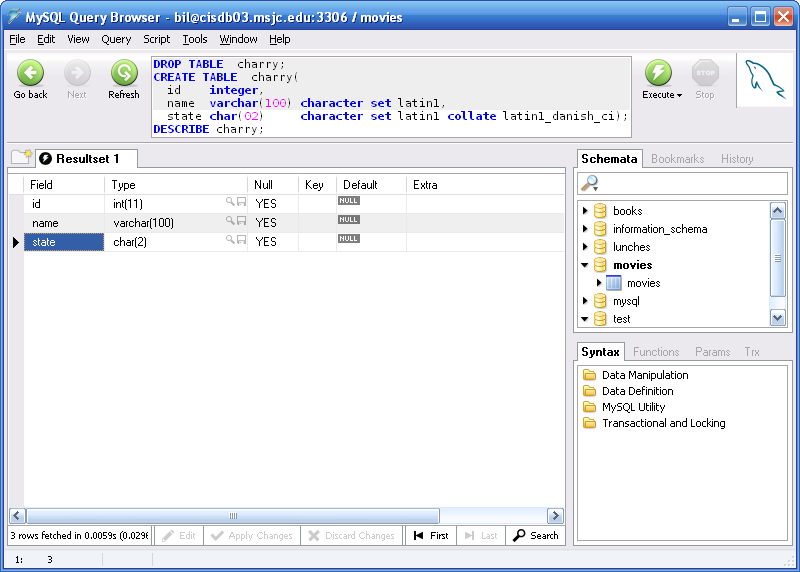 MySQL Query Browser - bil@cisdb03.msjc.edu:3306 / movies
File Edit View Query Script Tools Window Help
Go back Next Refresh
DROP TABLE charry;
CREATE TABLE charry(
id integer,
name varchar(100) character set latin1,
state char(02) character set latin1 collate latin1_danish_ci);
DESCRIBE charry;
Execute STOP Stop
Resultset 1
Field Type Null Key Default Extra
id int(11) YES NULL
name varchar(100) YES NULL
state char(2) YES NULL
Schemata Bookmarks History
books
information_schema
lunches
movies
movies
mysql
test
Syntax Functions Params Trx
Data Manipulation
Data Definition
MySQL Utility
Transactional and Locking
3 rows fetched in 0.0059s (0.029 Edit Apply Changes Discard Changes First Last Search
1: 3